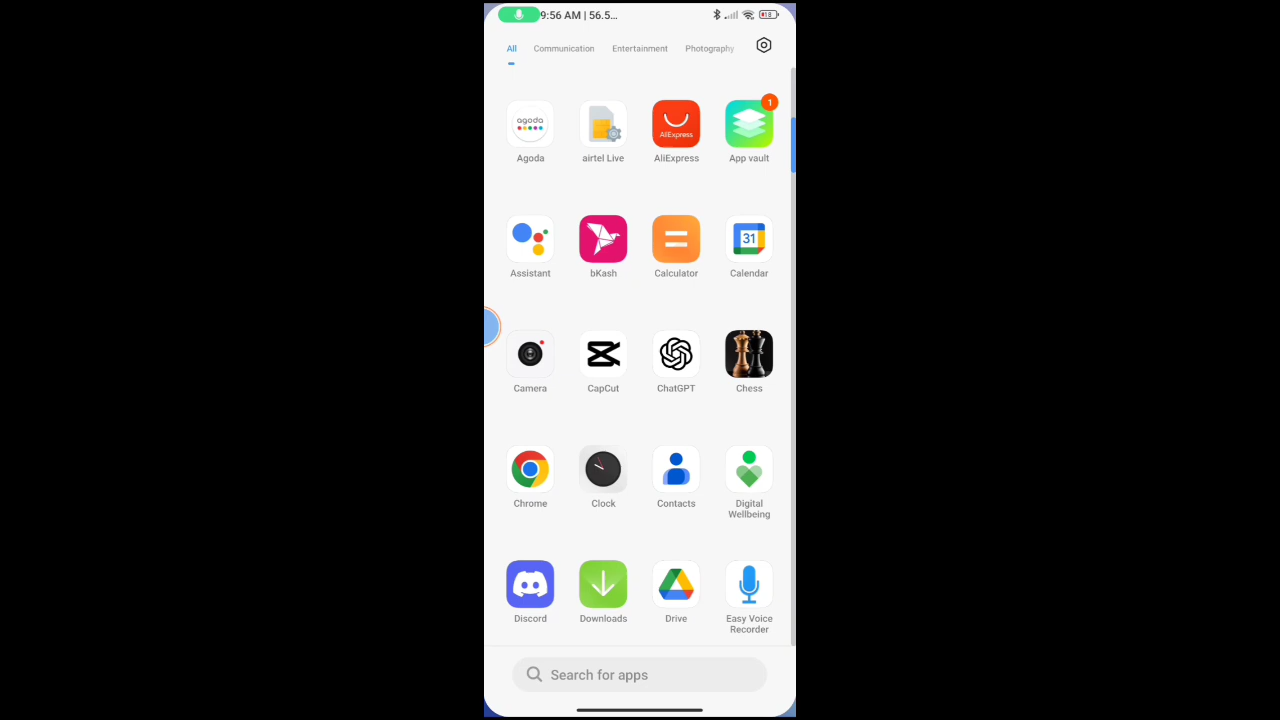 9:56 AM | 56.5...
18
All Communication Entertainment Photography
agoda
AliExpress
1
Agoda airtel Live AliExpress App vault
31
Assistant bKash Calculator Calendar
Camera CapCut ChatGPT Chess
Chrome Clock Contacts Digital
Wellbeing
Discord Downloads Drive Easy Voice
Recorder
Search for apps